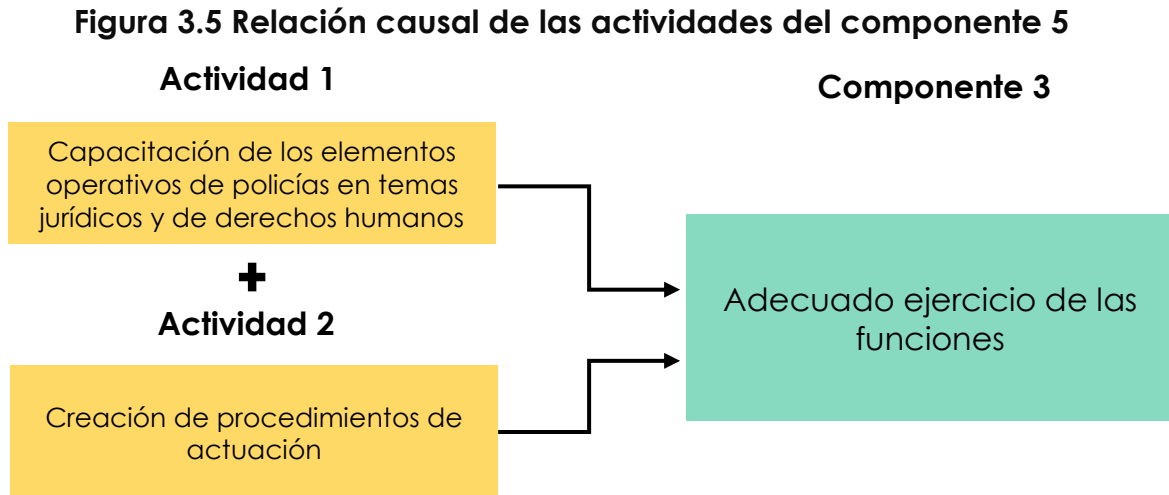 Figura 3.5 Relación causal de las actividades del componente 5
Actividad 1
Componente 3
Capacitación de los elementos
operativos de policías en temas
jurídicos y de derechos humanos
+
Actividad 2
Adecuado ejercicio de las
funciones
Creación de procedimientos de
actuación